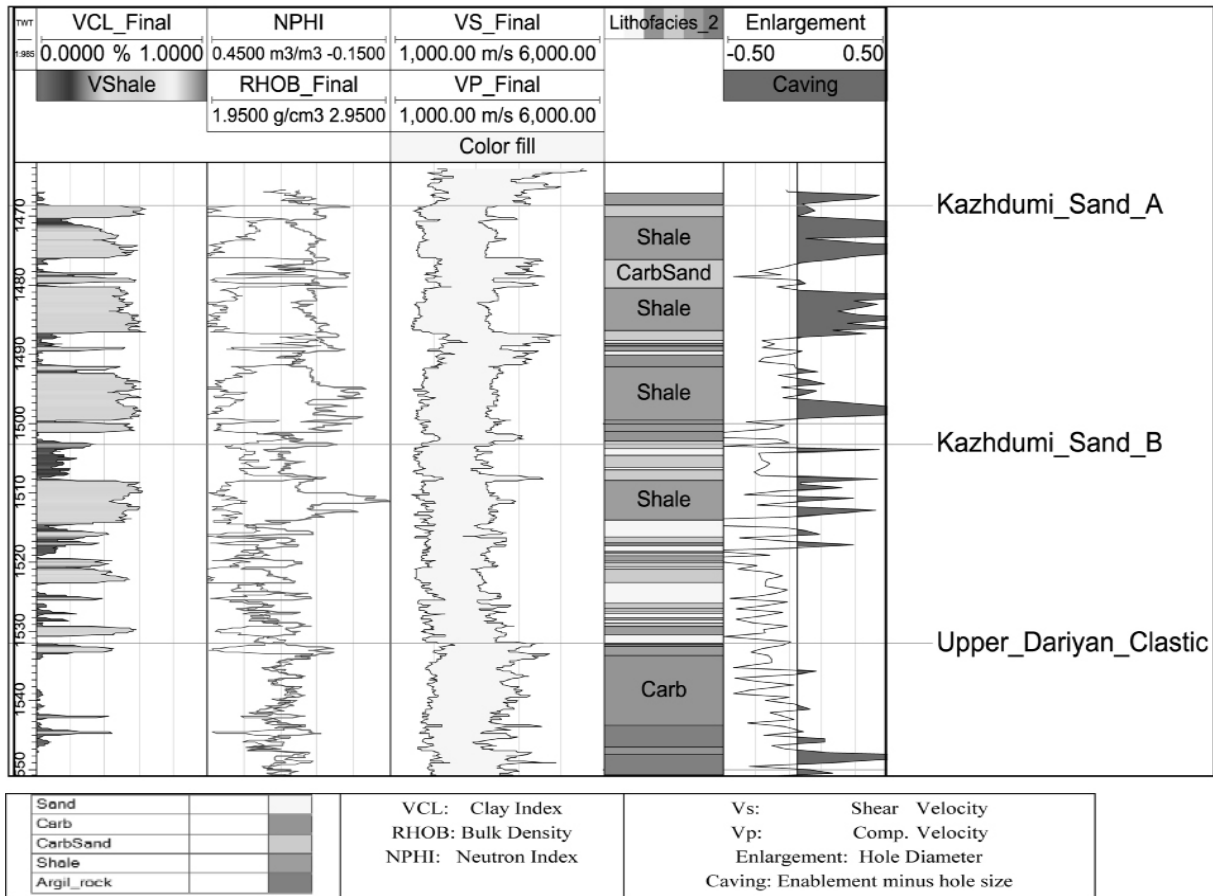 TWT
1:985
VCL_Final
0.0000 % 1.0000
VShale
NPHI
0.4500 m3/m3 -0.1500
RHOB_Final
1.9500 g/cm3 2.9500
VS_Final
1,000.00 m/s 6,000.00
VP_Final
1,000.00 m/s 6,000.00
Color fill
Lithofacies_2
Enlargement
-0.50 0.50
Caving
1470
1480
1490
1500
1510
1520
1530
1540
Shale
CarbSand
Shale
Shale
Shale
Carb
Kazhdumi_Sand_A
Kazhdumi_Sand_B
Upper_Dariyan_Clastic
Sand
Carb
CarbSand
Shale
Argil_rock
VCL: Clay Index
RHOB: Bulk Density
NPHI: Neutron Index
Vs: Shear Velocity
Vp: Comp. Velocity
Enlargement: Hole Diameter
Caving: Enablement minus hole size